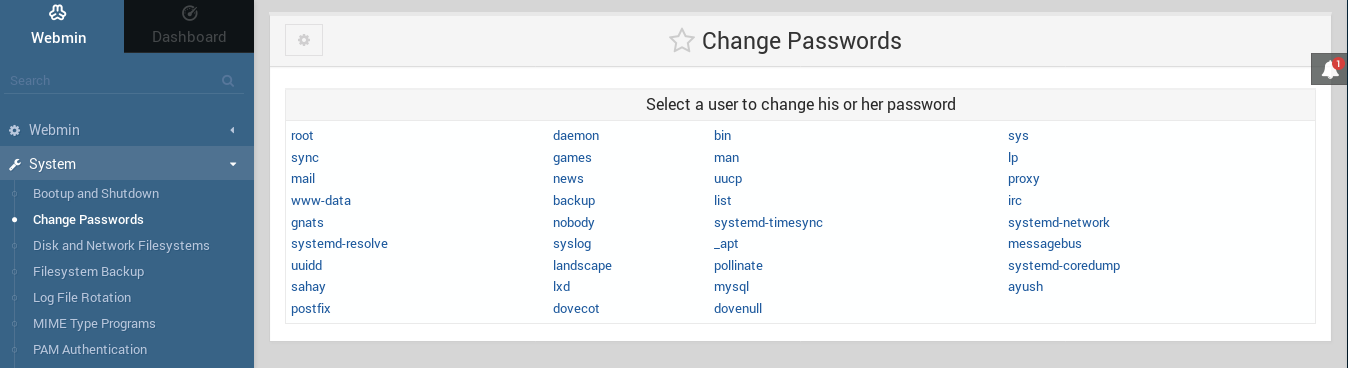 Webmin
Dashboard
Search
Webmin
System
Bootup and Shutdown
Change Passwords
Disk and Network Filesystems
Filesystem Backup
Log File Rotation
MIME Type Programs
PAM Authentication
Change Passwords
1
Select a user to change his or her password
root daemon bin sys
sync games man lp
mail news uucp proxy
www-data backup list irc
gnats nobody systemd-timesync systemd-network
systemd-resolve syslog _apt messagebus
uuidd landscape pollinate systemd-coredump
sahay lxd mysql ayush
postfix dovecot dovenull